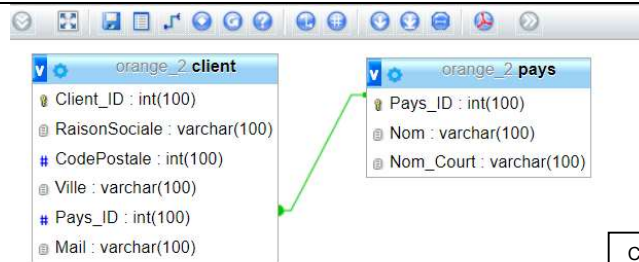 orange_2.client
Client_ID : int(100)
RaisonSociale : varchar(100)
CodePostale : int(100)
Ville : varchar(100)
Pays_ID : int(100)
Mail : varchar(100)
orange_2.pays
Pays_ID : int(100)
Nom : varchar(100)
Nom_Court : varchar(100)
C